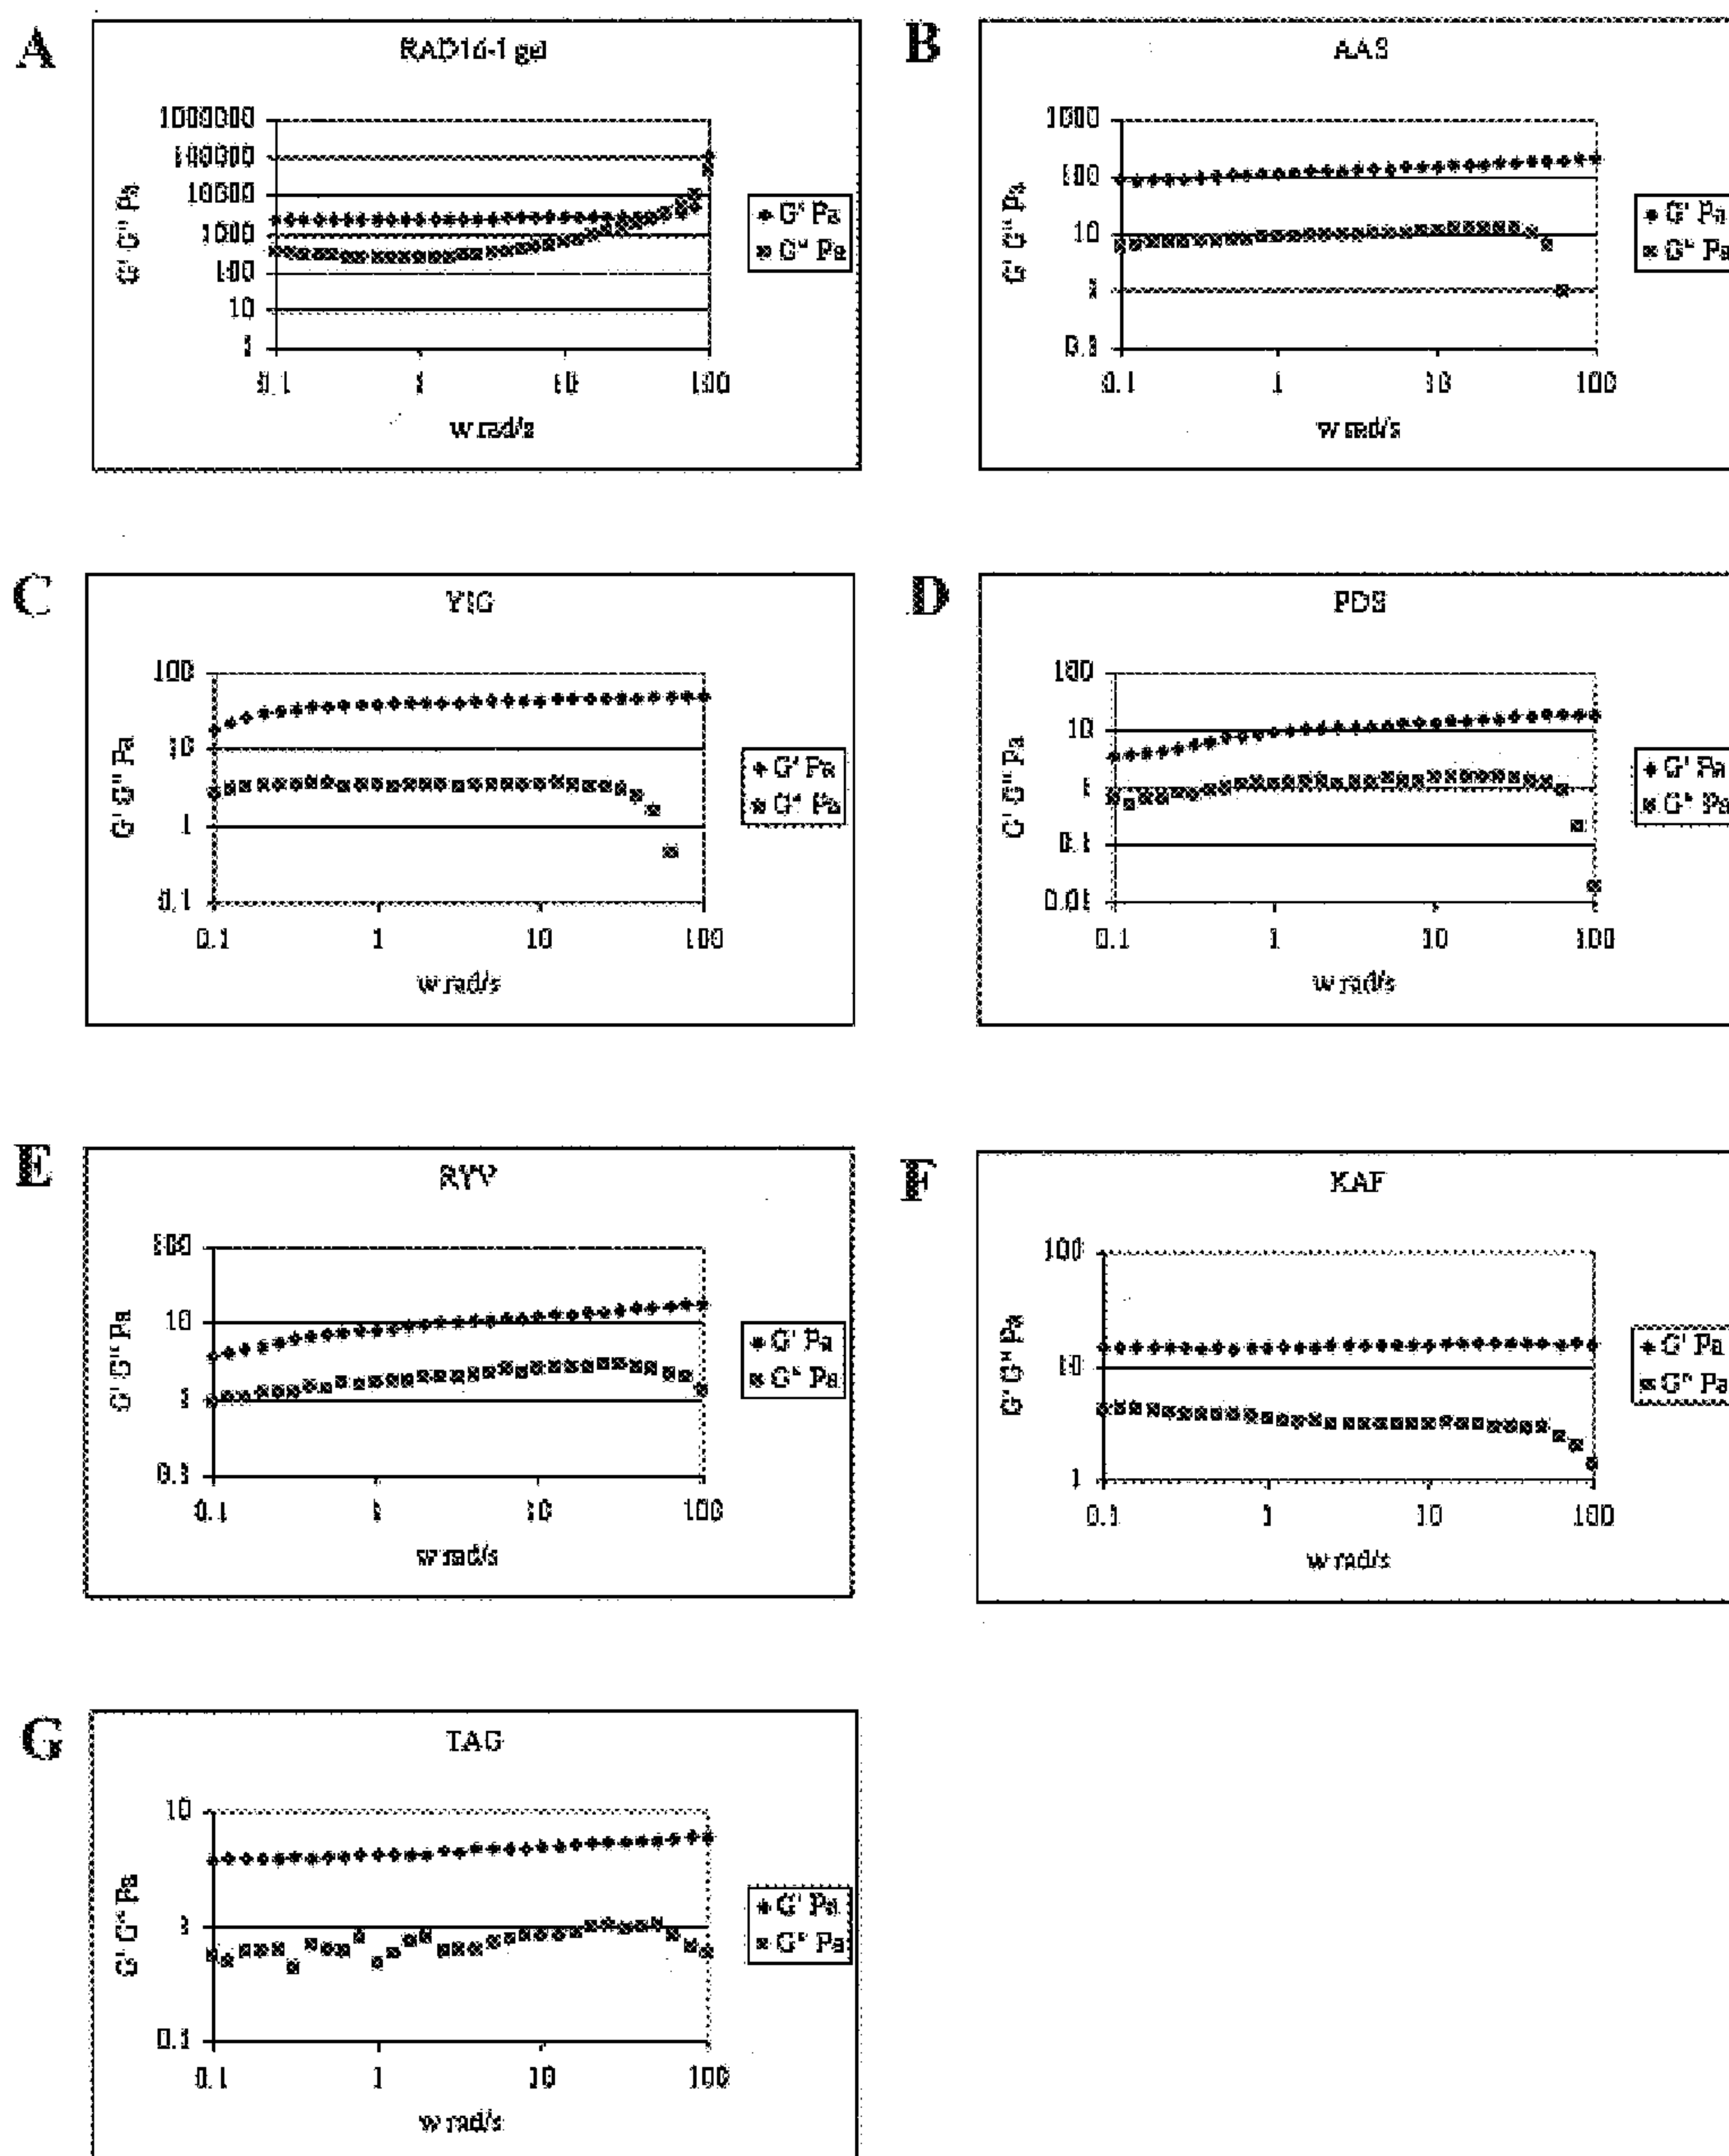 A
RAD16-1 gel
G' G'' Pa
1000000
100000
10000
1000
100
10
1
0.1
1
10
100
w rad/s
G' Pa
G" Pa
B
AAS
G' G'' Pa
1000
100
10
1
0.1
0.1
1
10
100
w rad/s
G' Pa
G" Pa
C
YIG
G' G'' Pa
100
10
1
0.1
0.1
1
10
100
w rad/s
G' Pa
G" Pa
D
PDS
G' G'' Pa
100
10
1
0.1
0.01
0.1
1
10
100
w rad/s
G' Pa
G" Pa
E
RYV
G' G'' Pa
100
10
1
0.1
0.1
1
10
100
w rad/s
G' Pa
G" Pa
F
KAF
G' G'' Pa
100
10
1
0.1
1
10
100
w rad/s
G' Pa
G" Pa
G
TAG
G' G'' Pa
10
1
0.1
0.1
1
10
100
w rad/s
G' Pa
G" Pa